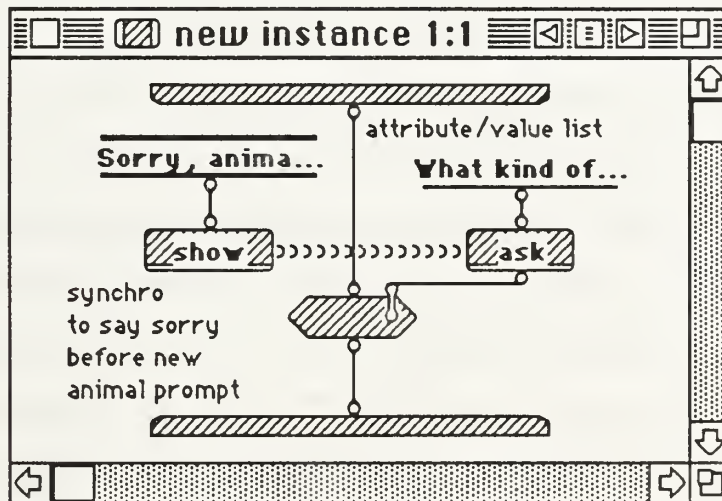 new instance 1:1
attribute/value list
Sorry, anima...
What kind of...
show
ask
synchro
to say sorry
before new
animal prompt